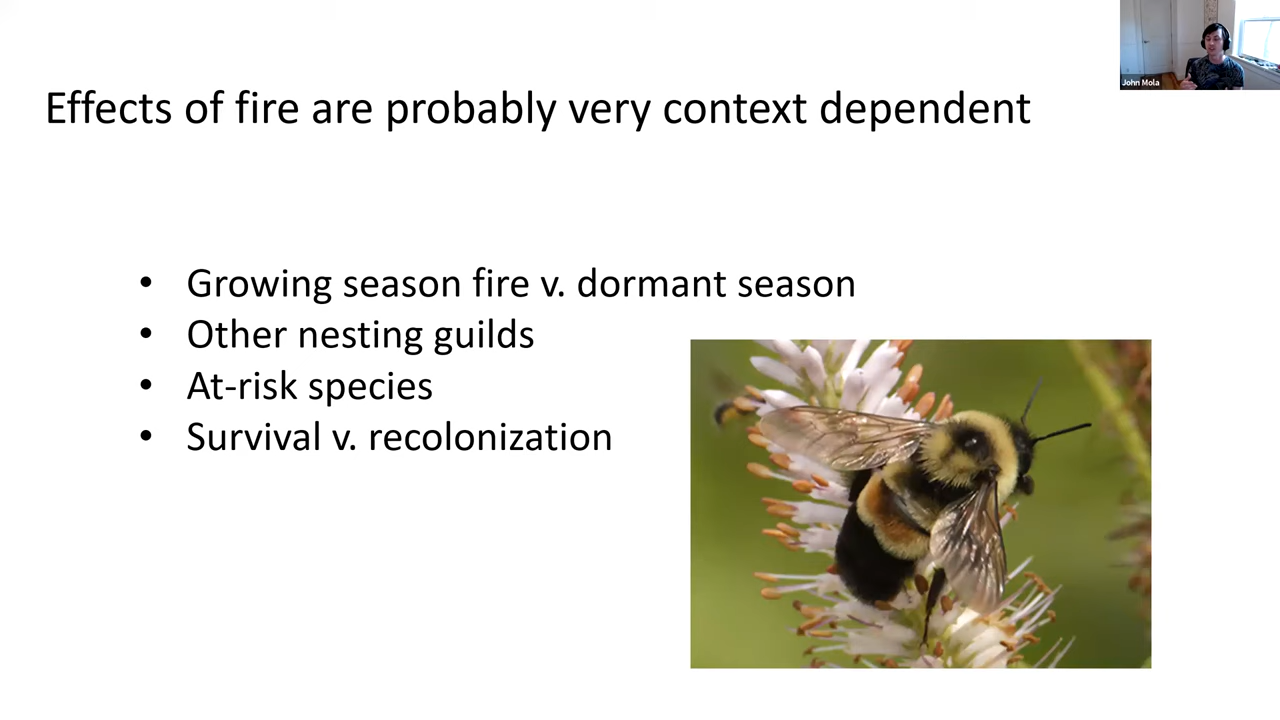 John Mola
Effects of fire are probably very context dependent
• Growing season fire v. dormant season
• Other nesting guilds
• At-risk species
• Survival v. recolonization